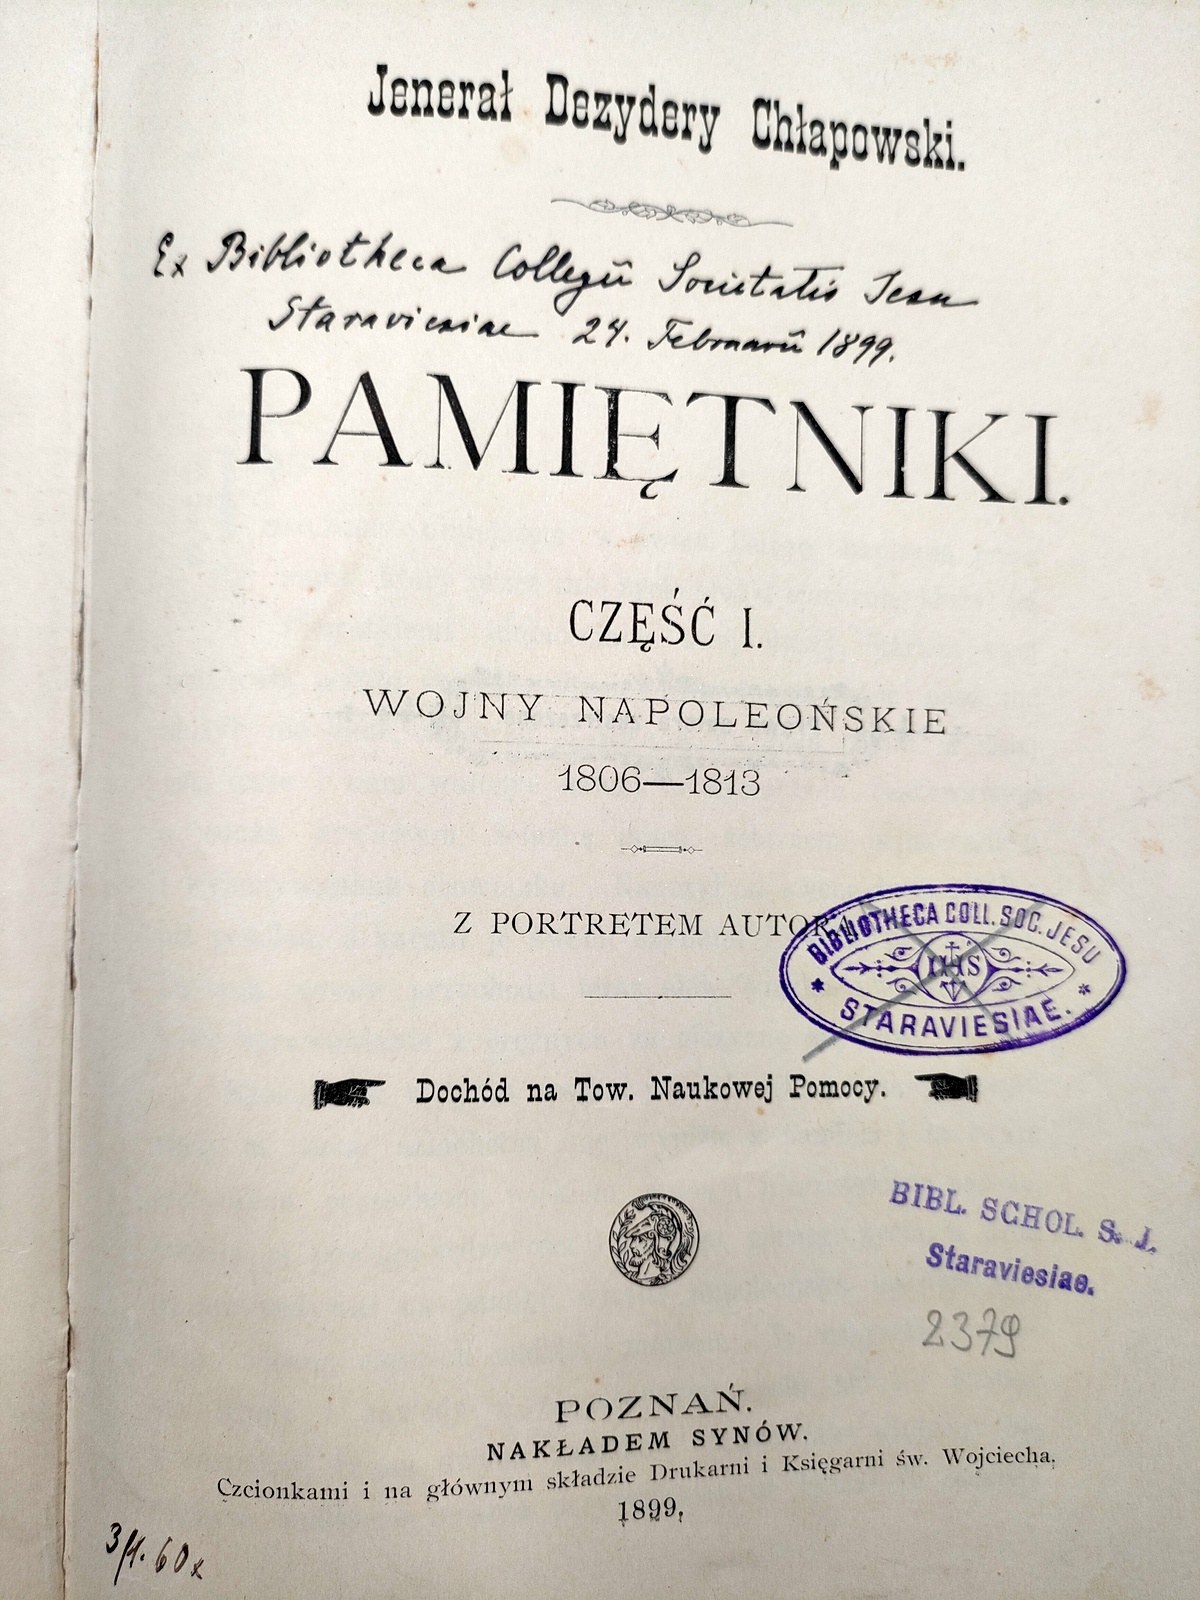 Jenerał Dezydery Chłapowski.
Ex Bibliotheca Collegii Societatis Jesu
Staraviesiae 24. Februarii 1899.
PAMIĘTNIKI.
CZĘŚĆ I.
WOJNY NAPOLEOŃSKIE
1806—1813
Z PORTRETEM AUTORA
BIBLIOTHECA COLL. SOC. JESU
IHS
STARAVIESIAE.
Dochód na Tow. Naukowej Pomocy.
BIBL. SCHOL. S. J.
Staraviesiae.
2379
POZNAŃ.
NAKŁADEM SYNÓW.
Czcionkami i na głównym składzie Drukarni i Księgarni św. Wojciecha.
1899.